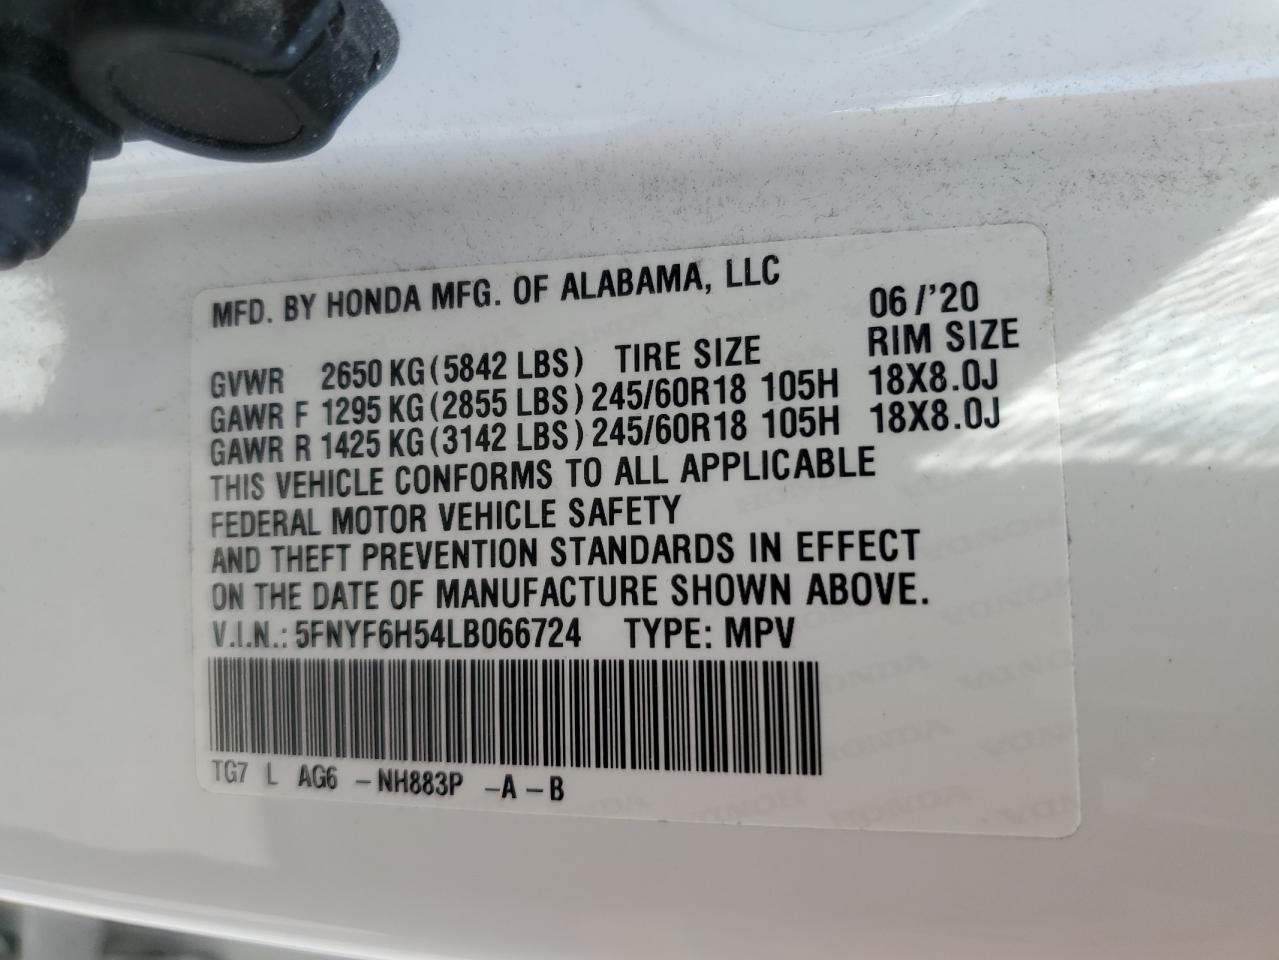 MFD. BY HONDA MFG. OF ALABAMA, LLC 06/'20
GVWR 2650 KG (5842 LBS) TIRE SIZE RIM SIZE
GAWR F 1295 KG (2855 LBS) 245/60R18 105H 18X8.0J
GAWR R 1425 KG (3142 LBS) 245/60R18 105H 18X8.0J
THIS VEHICLE CONFORMS TO ALL APPLICABLE
FEDERAL MOTOR VEHICLE SAFETY
AND THEFT PREVENTION STANDARDS IN EFFECT
ON THE DATE OF MANUFACTURE SHOWN ABOVE.
V.I.N.: 5FNYF6H54LB066724 TYPE: MPV
TG7 L AG6 -NH883P -A-B